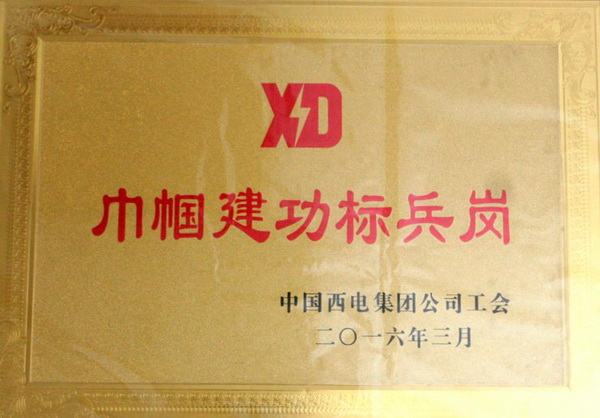 XD
巾帼建功标兵岗
中国西电集团公司工会
二〇一六年三月